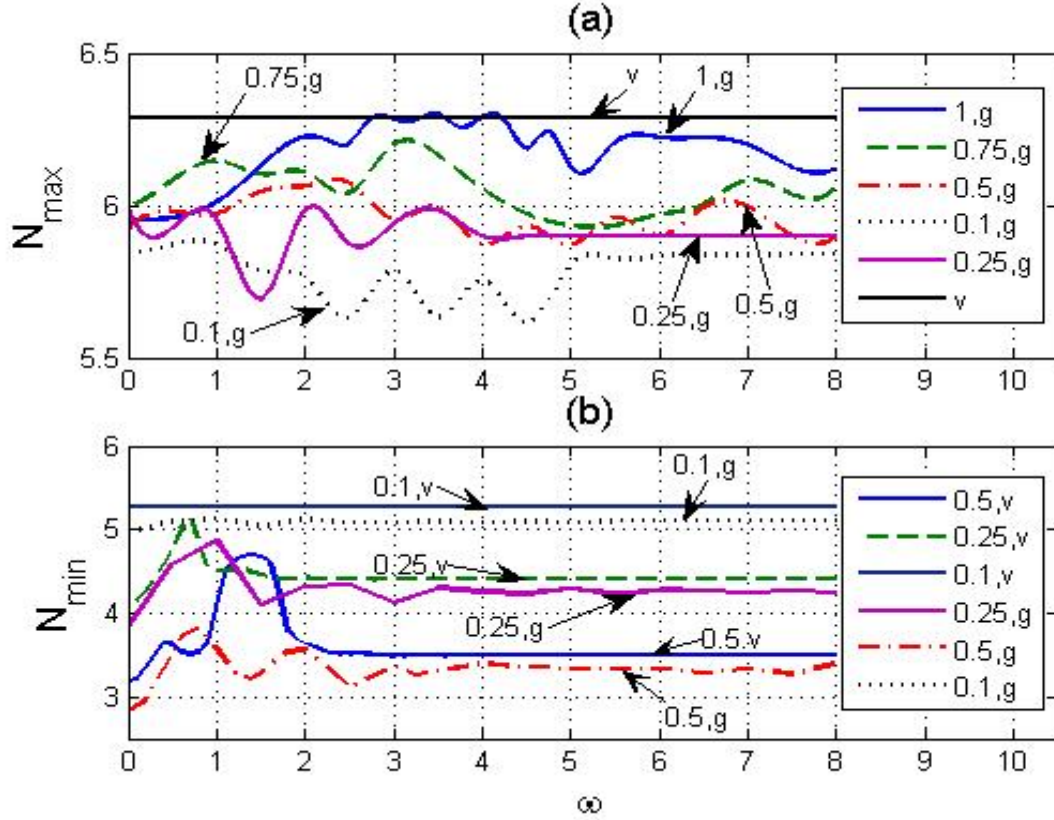 (a)
6.5
6
5.5
N_max
0.75,g
v
1,g
0.1,g
0.25,g
0.5,g
0 1 2 3 4 5 6 7 8 9 10
1,g
0.75,g
0.5,g
0.1,g
0.25,g
v
(b)
6
5
4
3
N_min
0.1,v
0.1,g
0.25,v
0.25,g
0.5.v
0.5,g
0 1 2 3 4 5 6 7 8 9 10
0.5,v
0.25,v
0.1,v
0.25,g
0.5,g
0.1,g
ω